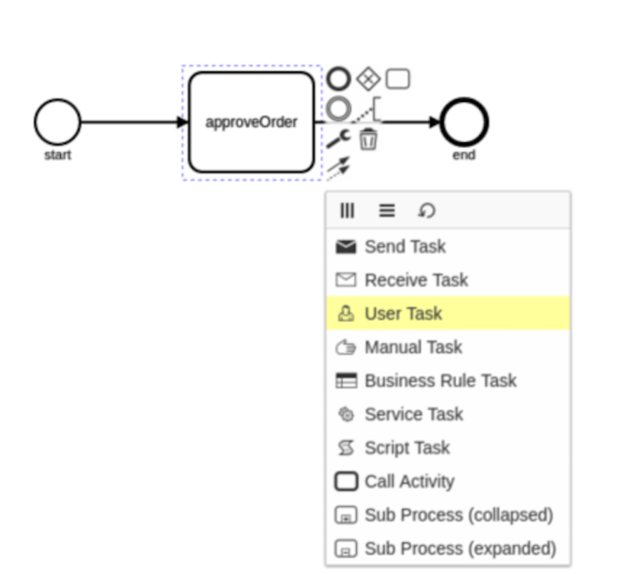 approveOrder
start
end
Send Task
Receive Task
User Task
Manual Task
Business Rule Task
Service Task
Script Task
Call Activity
Sub Process (collapsed)
Sub Process (expanded)